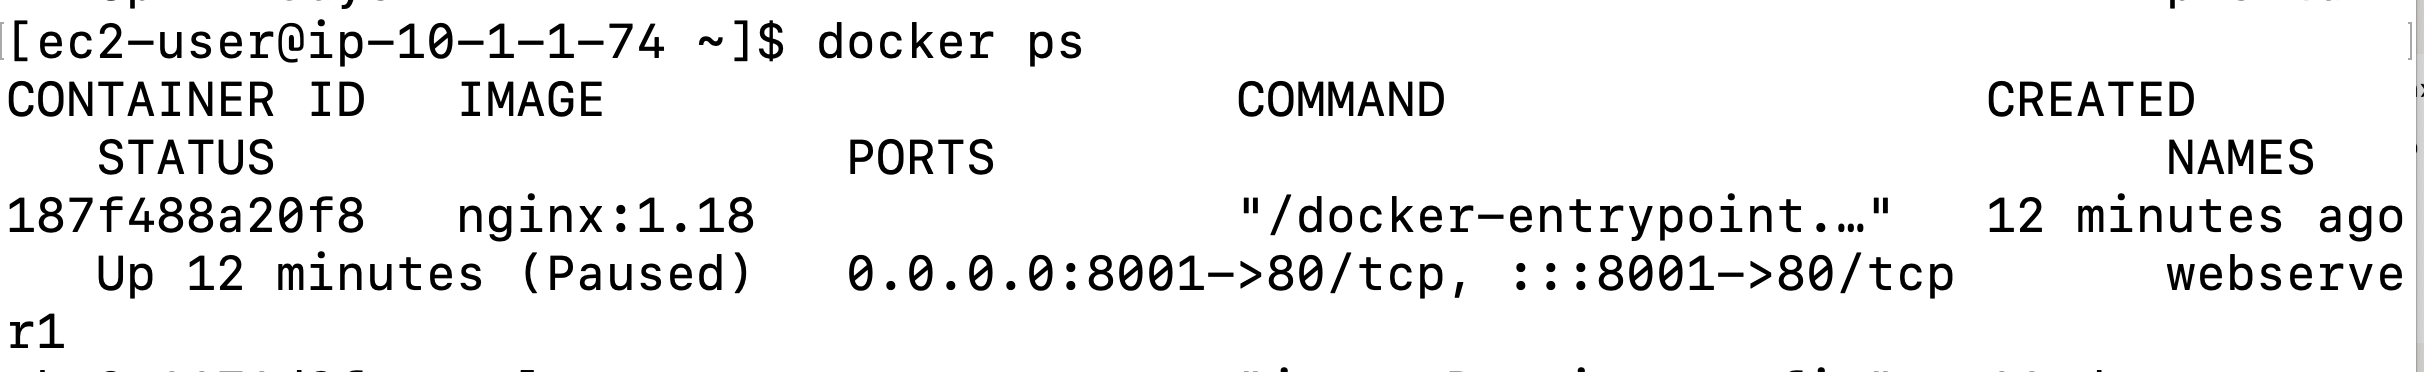 [ec2-user@ip-10-1-1-74 ~]$ docker ps
CONTAINER ID   IMAGE                     COMMAND                  CREATED
   STATUS                   PORTS                                       NAMES
187f488a20f8   nginx:1.18                "/docker-entrypoint.…"   12 minutes ago
   Up 12 minutes (Paused)   0.0.0.0:8001->80/tcp, :::8001->80/tcp       webserve
r1